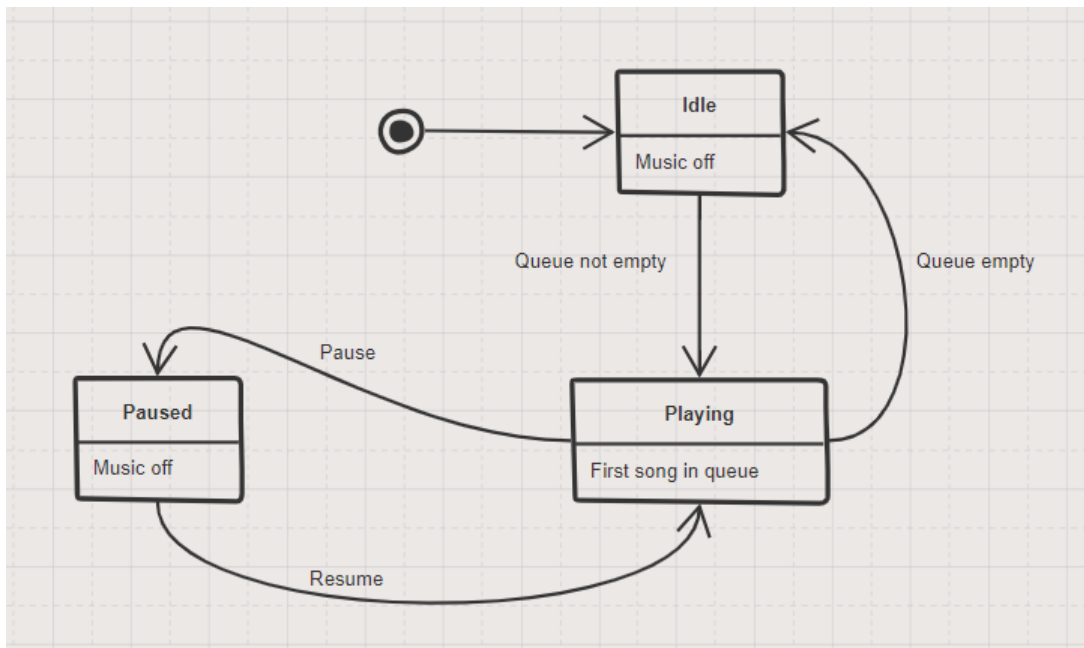 Idle
Music off
Queue not empty
Queue empty
Pause
Paused
Music off
Playing
First song in queue
Resume